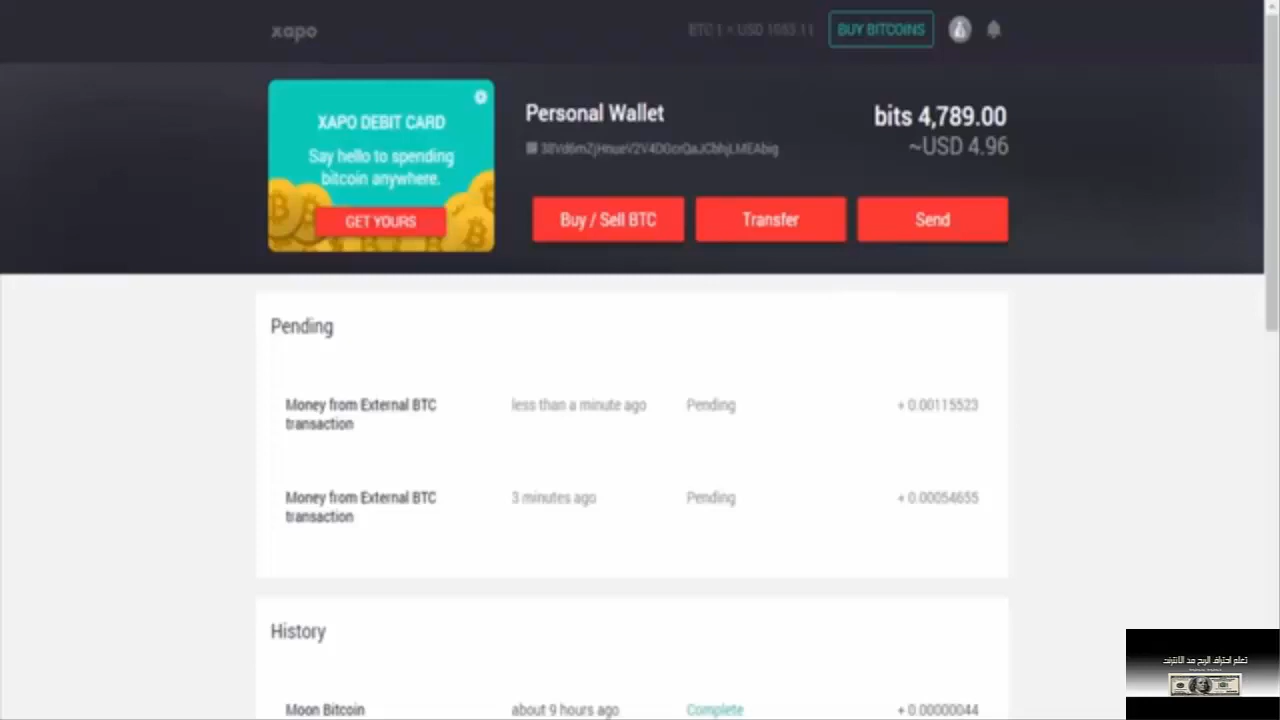 xapo
BUY BITCOINS
XAPO DEBIT CARD
Say hello to spending
bitcoin anywhere.
GET YOURS
Personal Wallet
bits 4,789.00
~USD 4.96
Buy / Sell BTC
Transfer
Send
Pending
Money from External BTC
transaction
less than a minute ago
Pending
+ 0.00115523
Money from External BTC
transaction
3 minutes ago
Pending
+ 0.00054655
History
Moon Bitcoin
about 9 hours ago
Complete
+ 0.00000044
تعلم احتراف الربح